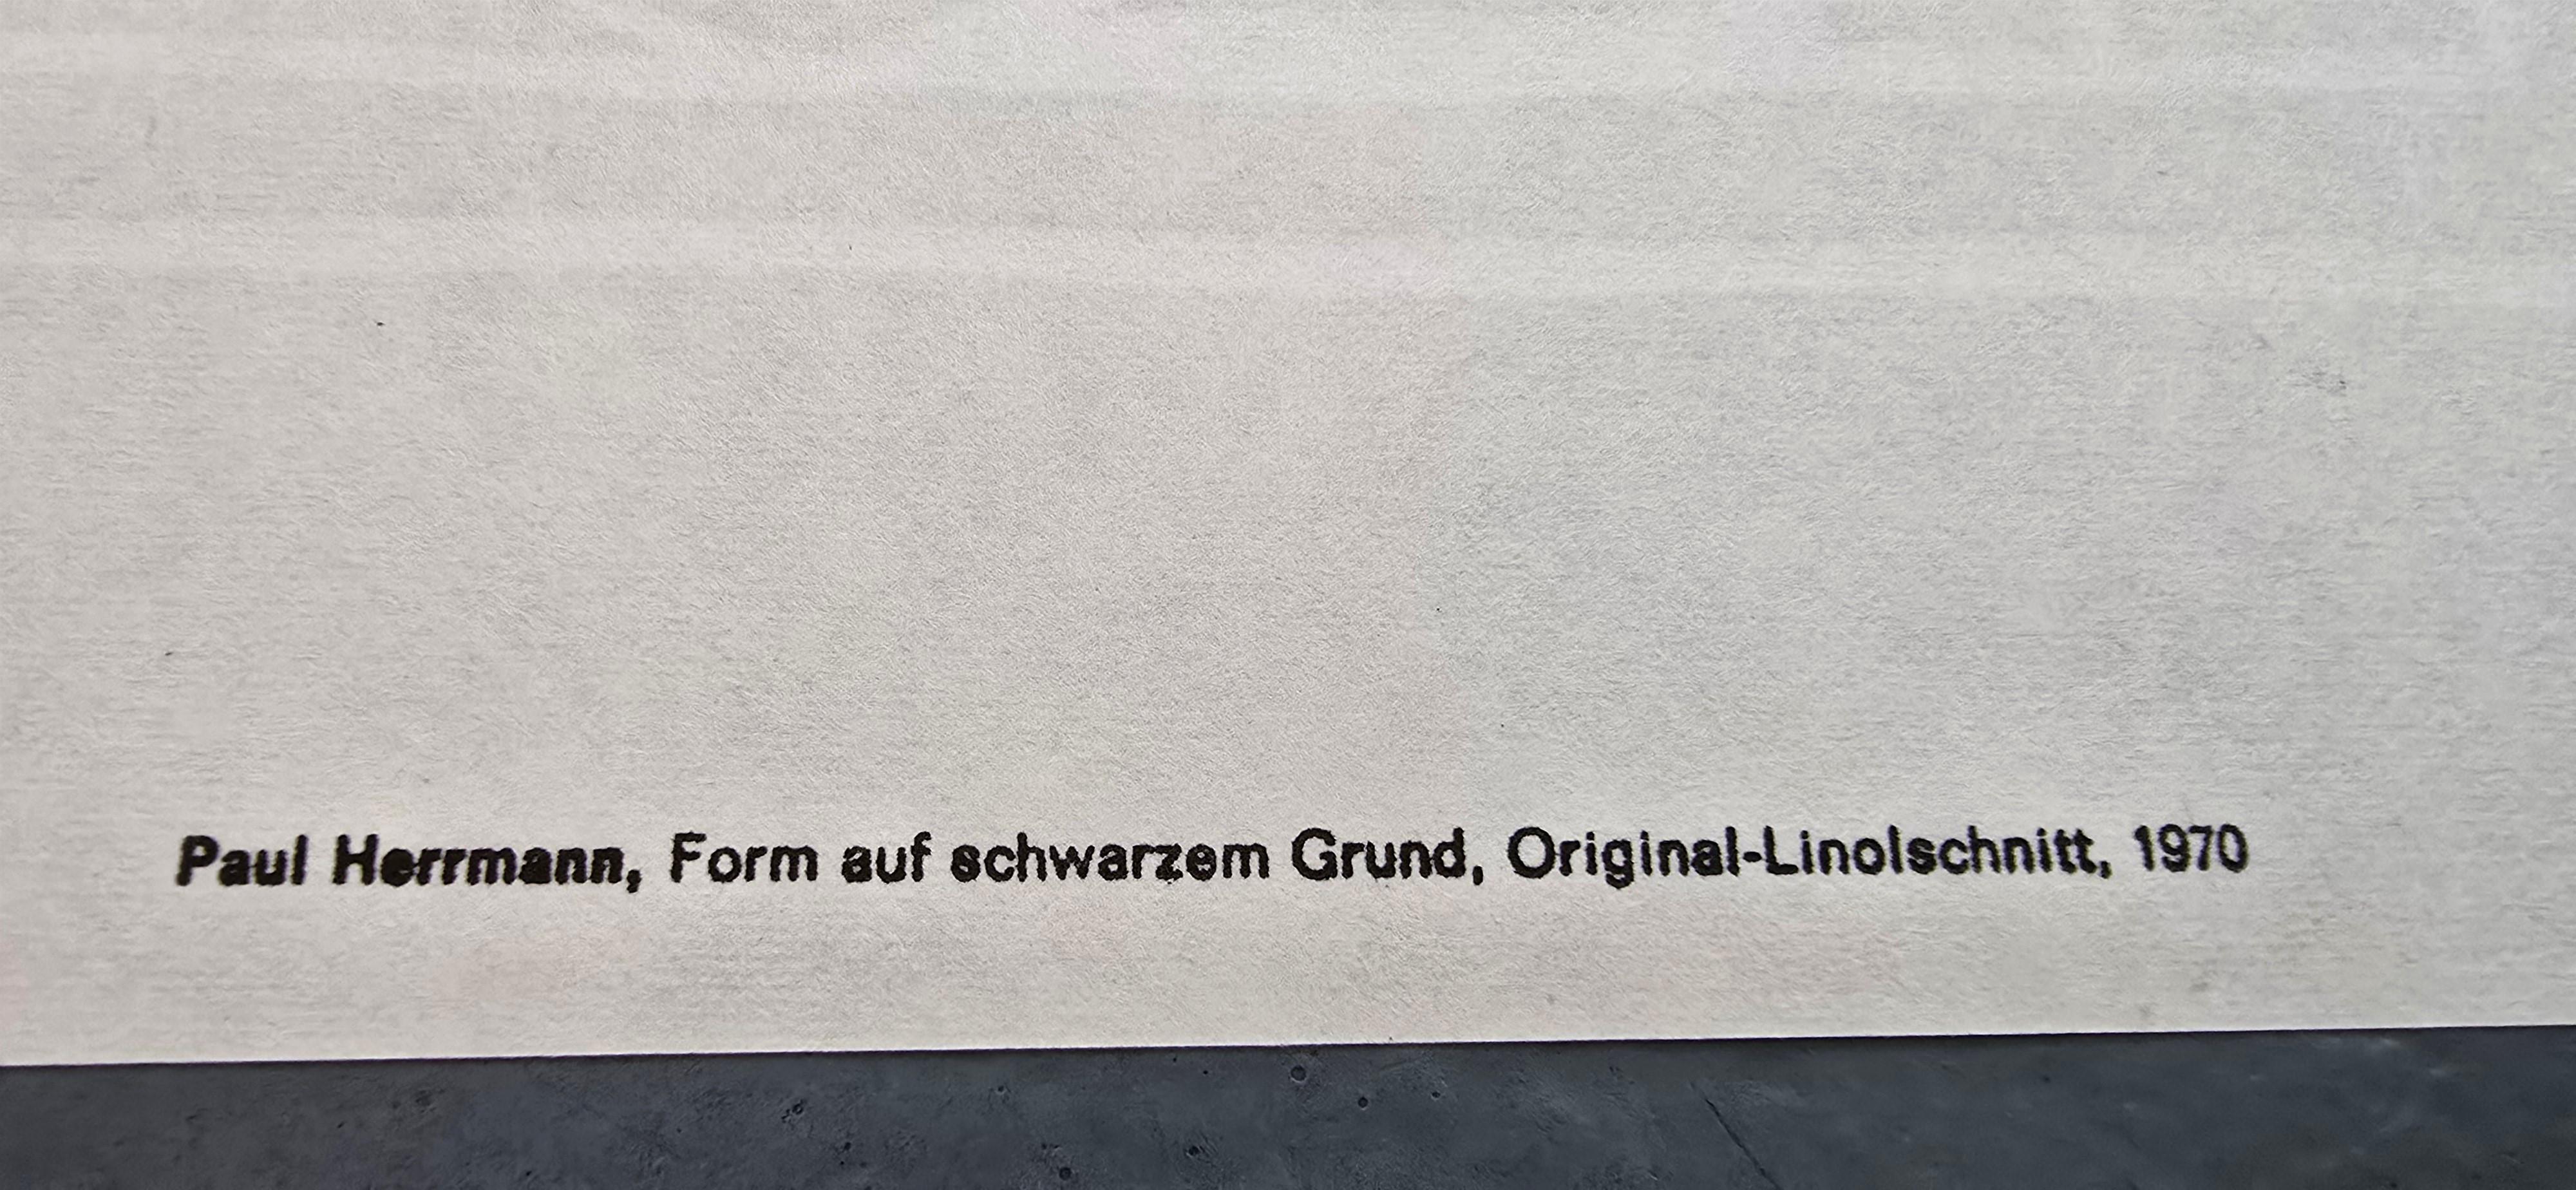 Paul Herrmann, Form auf schwarzem Grund, Original-Linolschnitt, 1970